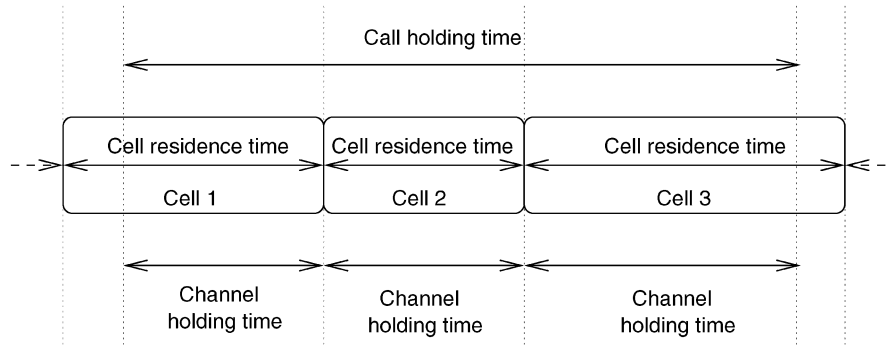 Call holding time
Cell residence time
Cell residence time
Cell residence time
Cell 1
Cell 2
Cell 3
Channel
holding time
Channel
holding time
Channel
holding time